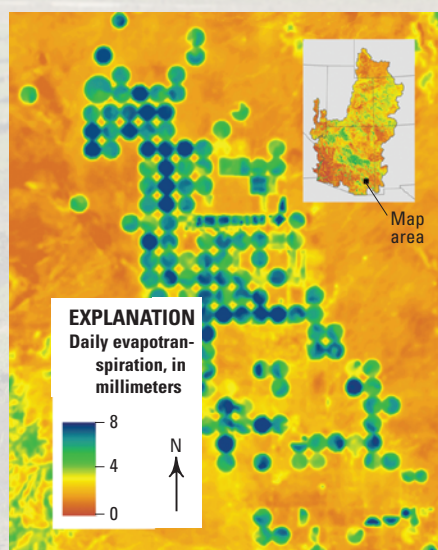 Map
area
EXPLANATION
Daily evapotran-
spiration, in
millimeters
8
4
0
N